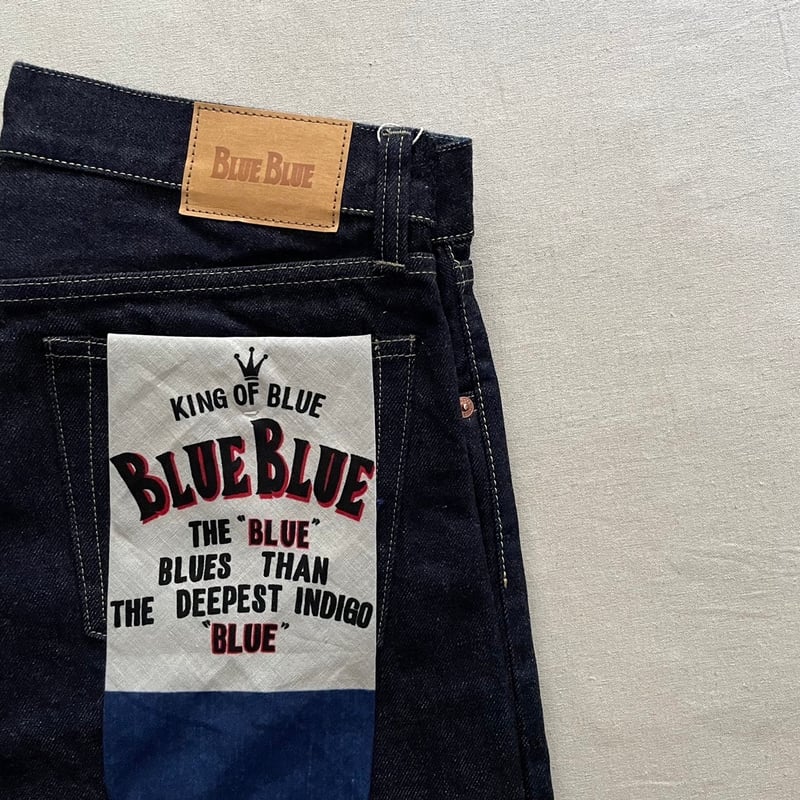 BLUE BLUE
KING OF BLUE
BLUE BLUE
THE "BLUE"
BLUES THAN
THE DEEPEST INDIGO
"BLUE"